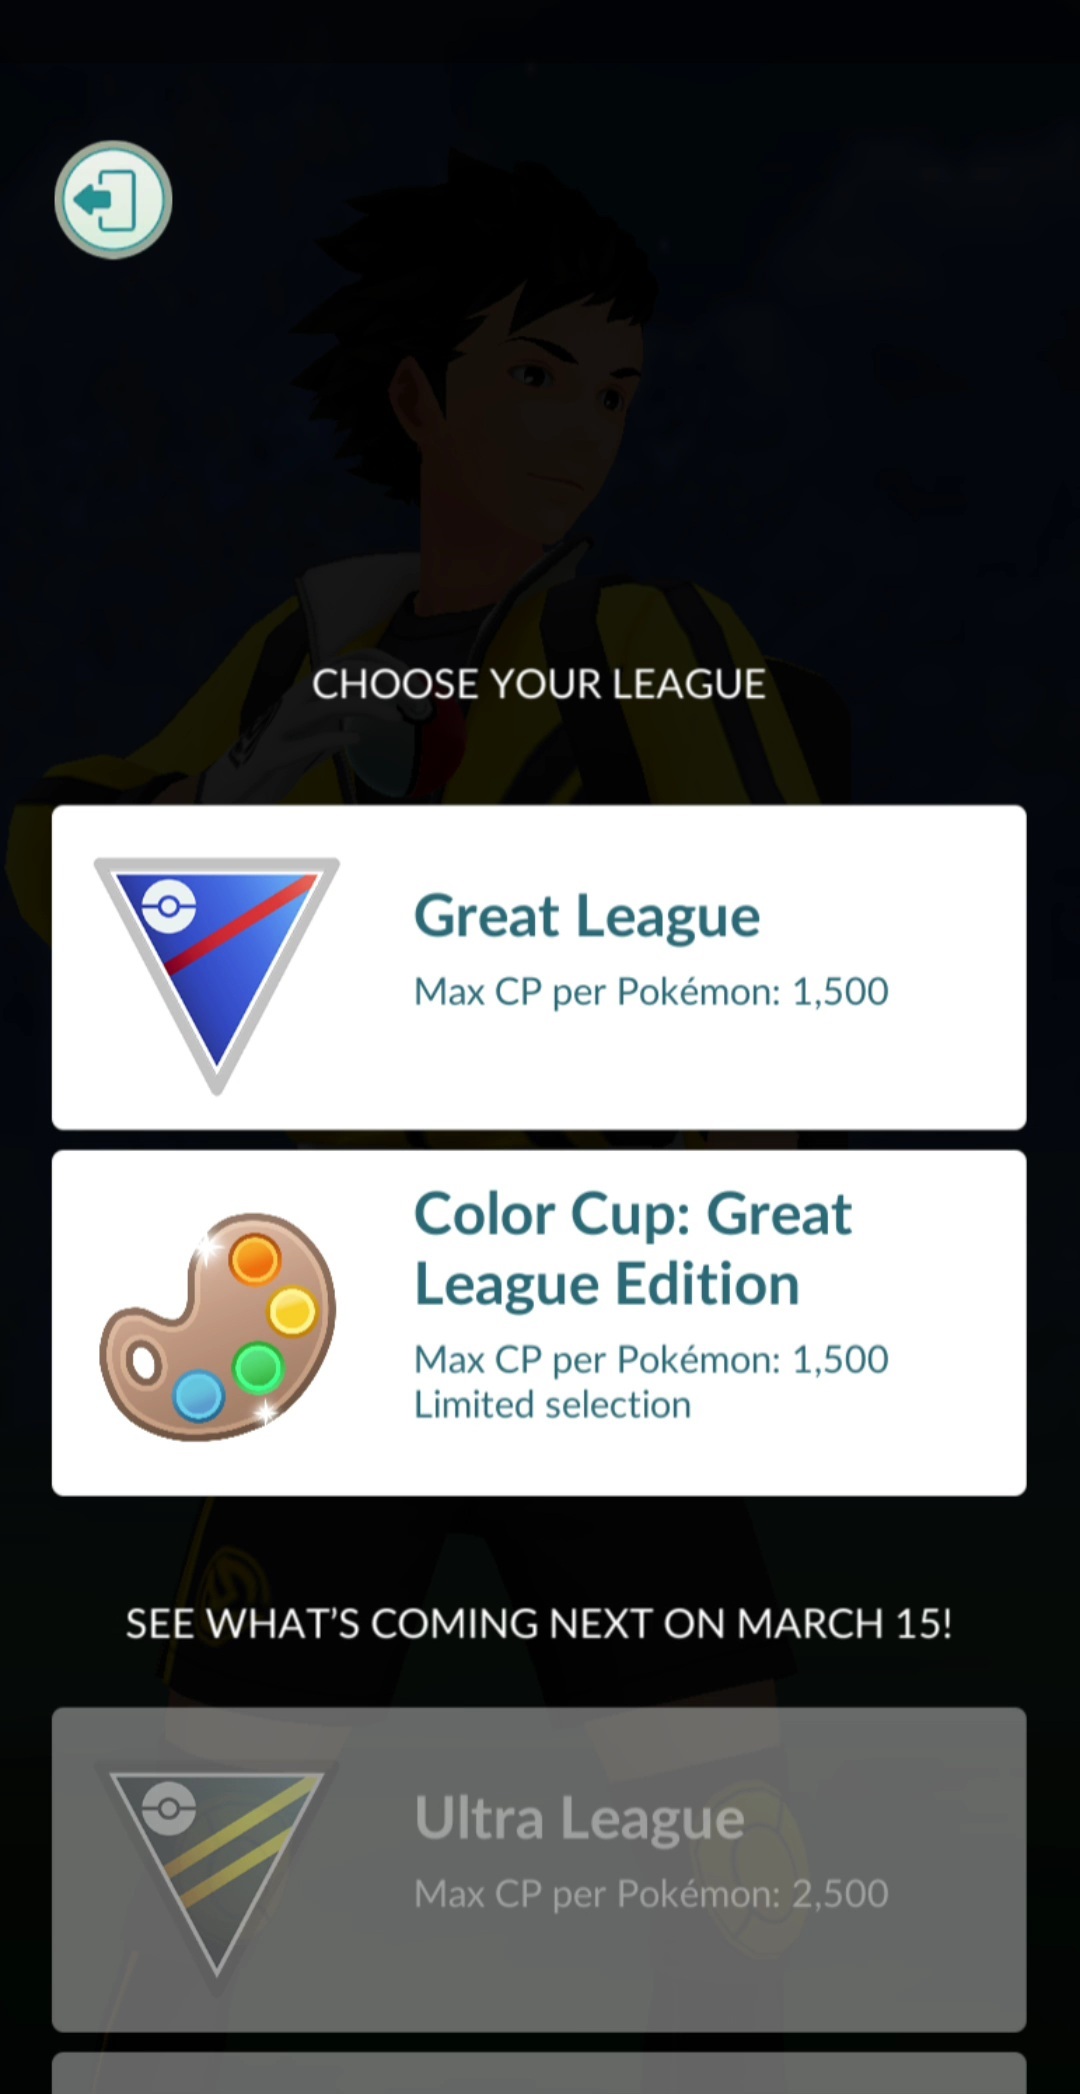 CHOOSE YOUR LEAGUE
Great League
Max CP per Pokémon: 1,500
Color Cup: Great
League Edition
Max CP per Pokémon: 1,500
Limited selection
SEE WHAT’S COMING NEXT ON MARCH 15!
Ultra League
Max CP per Pokémon: 2,500